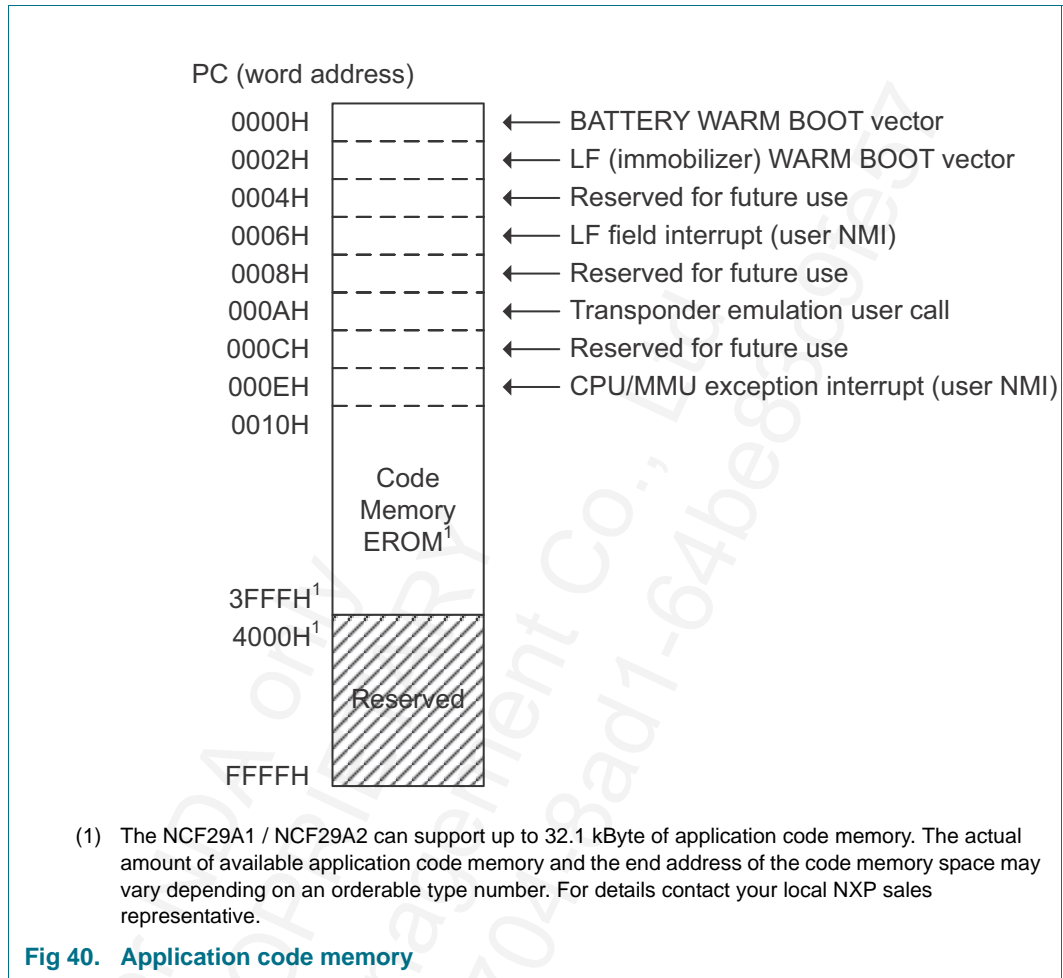 PC (word address)
0000H BATTERY WARM BOOT vector
0002H LF (immobilizer) WARM BOOT vector
0004H Reserved for future use
0006H LF field interrupt (user NMI)
0008H Reserved for future use
000AH Transponder emulation user call
000CH Reserved for future use
000EH CPU/MMU exception interrupt (user NMI)
0010H
Code
Memory
EROM1
3FFFH1
4000H1
Reserved
FFFFH
(1) The NCF29A1 / NCF29A2 can support up to 32.1 kByte of application code memory. The actual
amount of available application code memory and the end address of the code memory space may
vary depending on an orderable type number. For details contact your local NXP sales
representative.
Fig 40. Application code memory